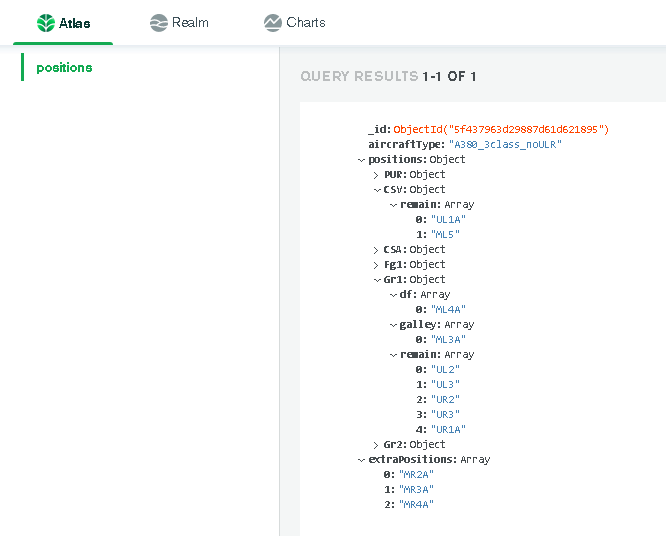 Atlas
Realm
Charts
positions
QUERY RESULTS 1-1 OF 1
_id: ObjectId("5f437963d29887d61d621895")
aircraftType: "A380_3class_noULR"
positions: Object
PUR: Object
CSV: Object
remain: Array
0: "UL1A"
1: "ML5"
CSA: Object
Fg1: Object
Gr1: Object
df: Array
0: "ML4A"
galley: Array
0: "ML3A"
remain: Array
0: "UL2"
1: "UL3"
2: "UR2"
3: "UR3"
4: "UR1A"
Gr2: Object
extraPositions: Array
0: "MR2A"
1: "MR3A"
2: "MR4A"